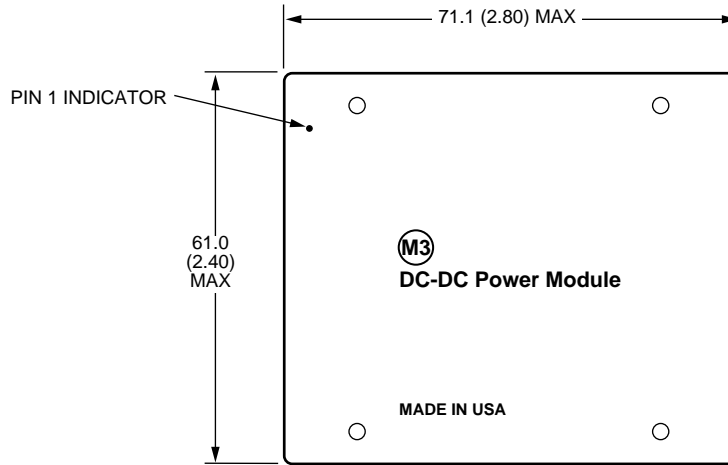 71.1 (2.80) MAX
PIN 1 INDICATOR
61.0
(2.40)
MAX
M3
DC-DC Power Module
MADE IN USA